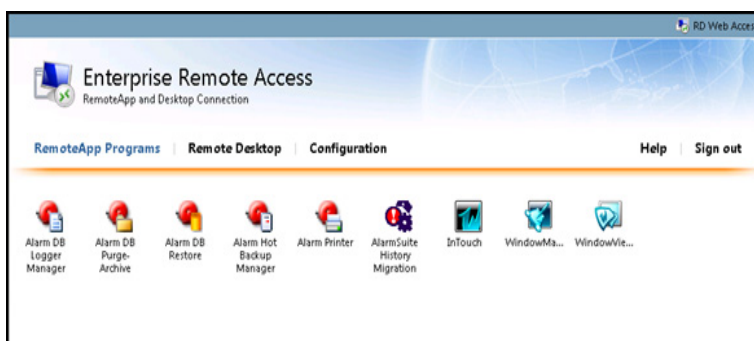 RD Web Acces
Enterprise Remote Access
RemoteApp and Desktop Connection
RemoteApp Programs | Remote Desktop | Configuration
Help | Sign out
Alarm DB
Logger
Manager
Alarm DB
Purge-
Archive
Alarm DB
Restore
Alarm Hot
Backup
Manager
Alarm Printer
AlarmSuite
History
Migration
InTouch
WindowMa...
WindowVie...